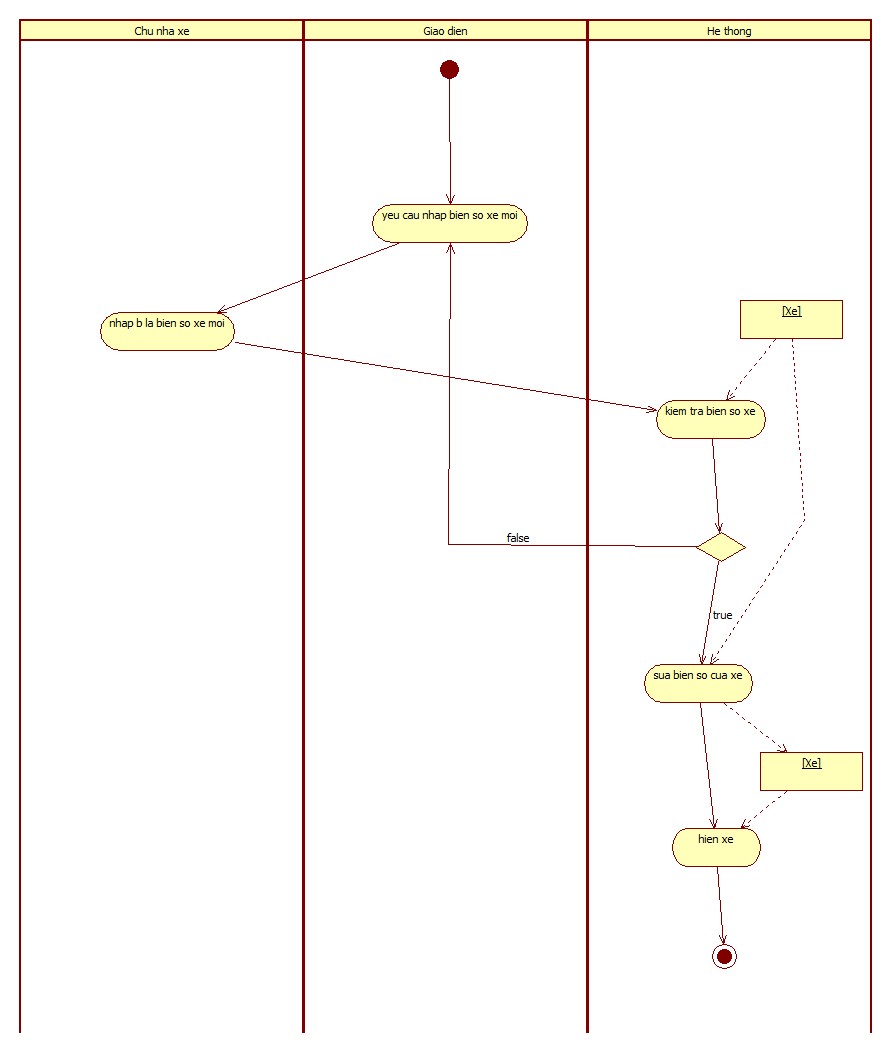 Chu nha xe
Giao dien
He thong
yeu cau nhap bien so xe moi
[Xe]
nhap b la bien so xe moi
kiem tra bien so xe
false
true
sua bien so cua xe
[Xe]
hien xe